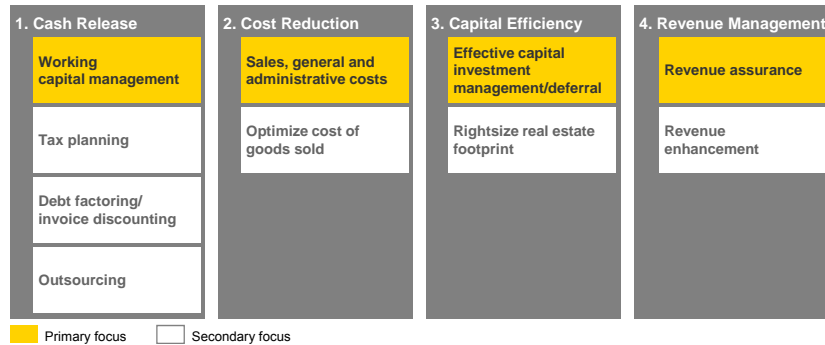 1. Cash Release
Working
capital management
Tax planning
Debt factoring/
invoice discounting
Outsourcing
2. Cost Reduction
Sales, general and
administrative costs
Optimize cost of
goods sold
3. Capital Efficiency
Effective capital
investment
management/deferral
Rightsize real estate
footprint
4. Revenue Management
Revenue assurance
Revenue
enhancement
Primary focus
Secondary focus